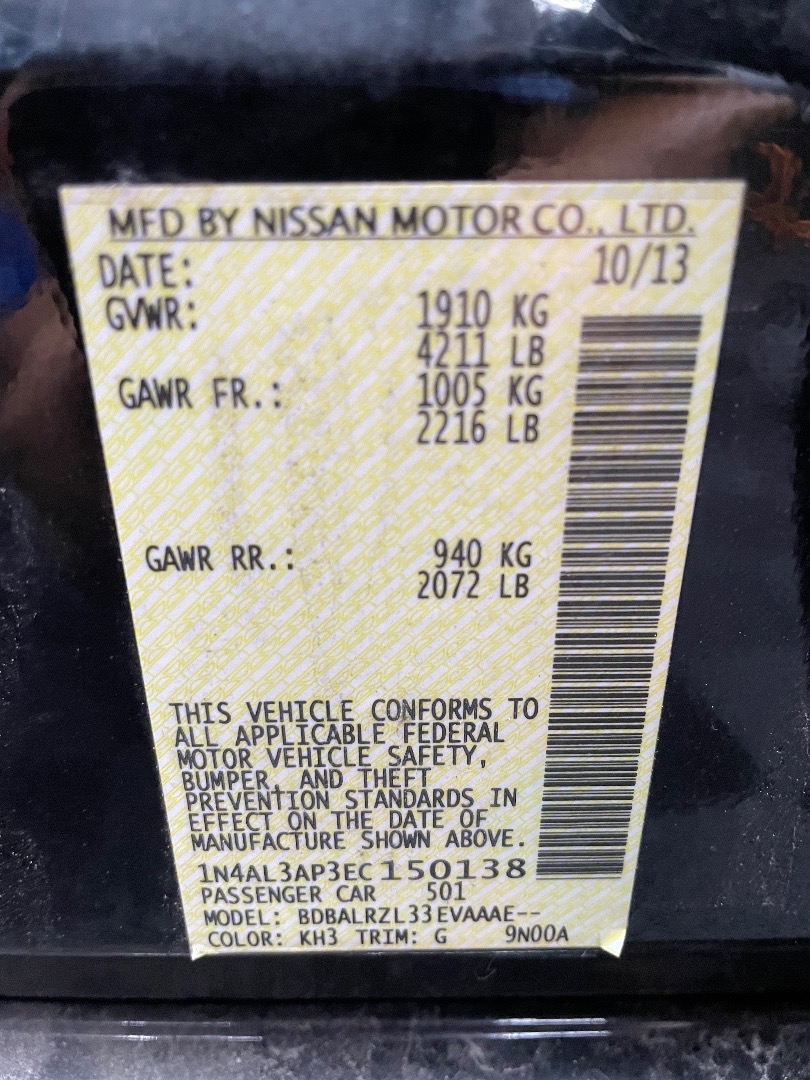 MFD BY NISSAN MOTOR CO., LTD.
DATE: 10/13
GVWR: 1910 KG
4211 LB
GAWR FR.: 1005 KG
2216 LB
GAWR RR.: 940 KG
2072 LB
THIS VEHICLE CONFORMS TO
ALL APPLICABLE FEDERAL
MOTOR VEHICLE SAFETY,
BUMPER, AND THEFT
PREVENTION STANDARDS IN
EFFECT ON THE DATE OF
MANUFACTURE SHOWN ABOVE.
1N4AL3AP3EC150138
PASSENGER CAR 501
MODEL: BDBALRZL33EVAAAE--
COLOR: KH3 TRIM: G 9N00A